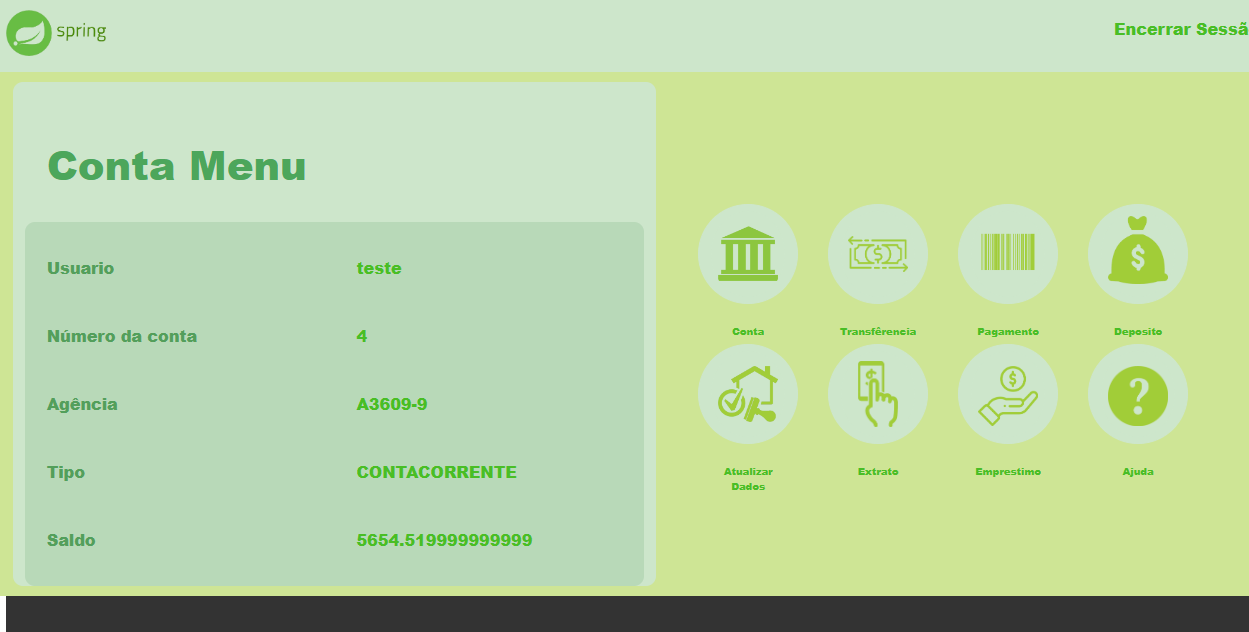 spring
Encerrar Sessã
Conta Menu
Usuario teste
Número da conta 4
Agência A3609-9
Tipo CONTACORRENTE
Saldo 5654.519999999999
Conta Transfêrencia Pagamento Deposito
Atualizar Dados Extrato Emprestimo Ajuda